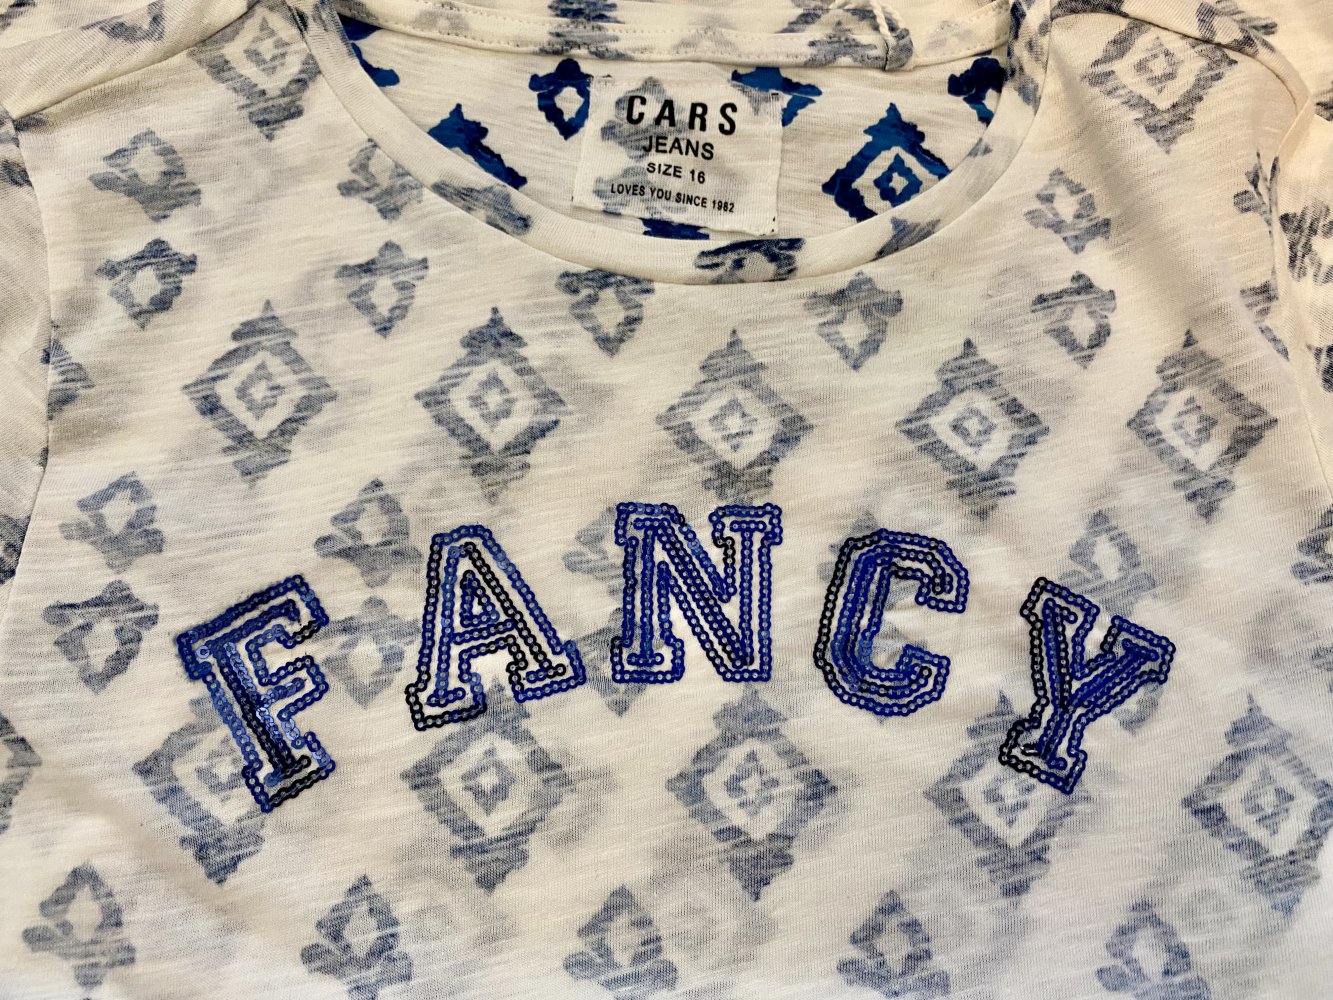 CARS
JEANS
SIZE 16
LOVES YOU SINCE 1982
FANCY